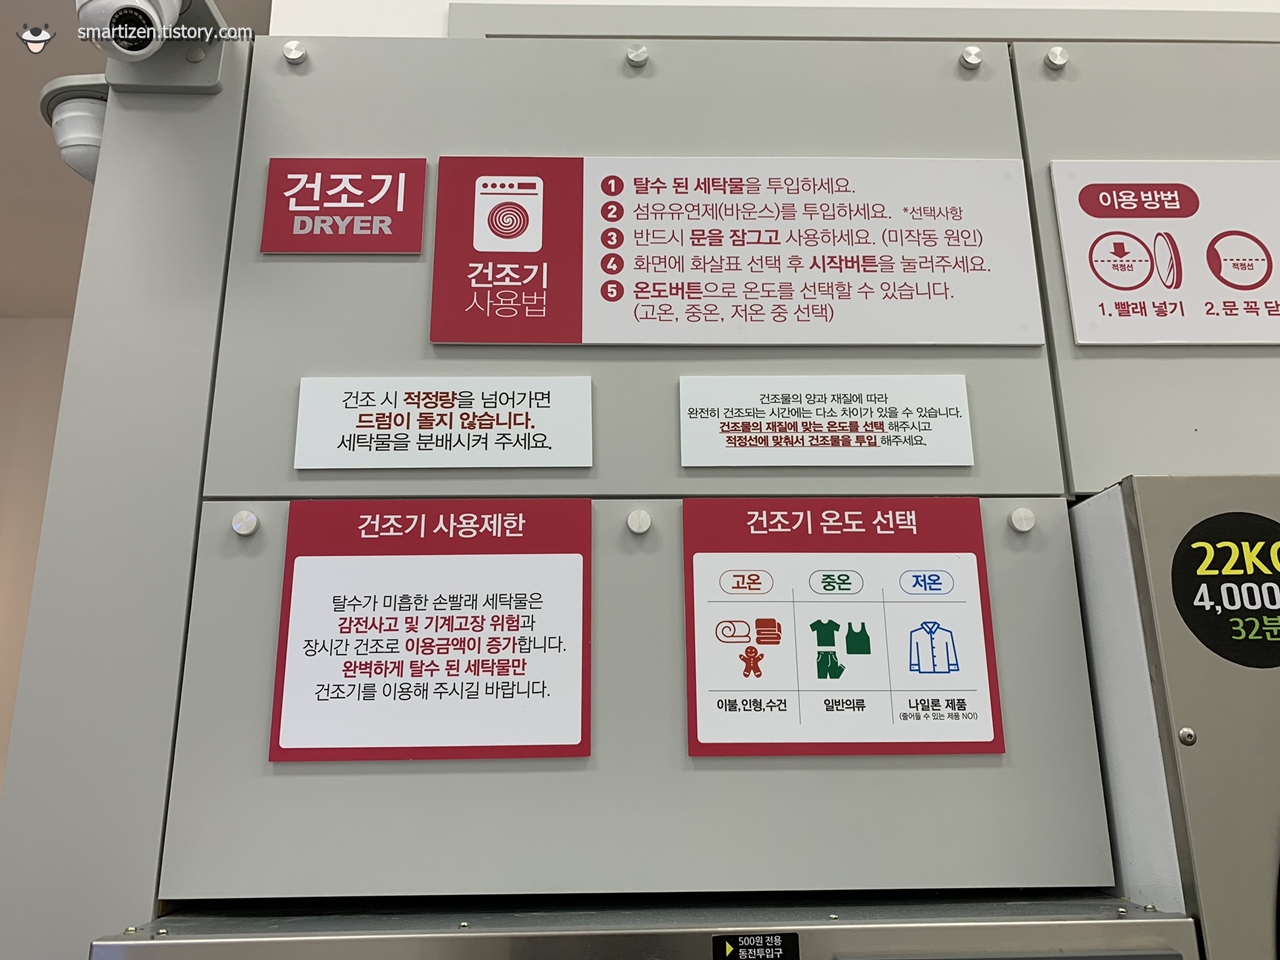 smartizen.tistory.com
건조기
DRYER
건조기
사용법
1 탈수 된 세탁물을 투입하세요.
2 섬유유연제(바운스)를 투입하세요. *선택사항
3 반드시 문을 잠그고 사용하세요. (미작동 원인)
4 화면에 화살표 선택 후 시작버튼을 눌러주세요.
5 온도버튼으로 온도를 선택할 수 있습니다.
(고온, 중온, 저온 중 선택)
이용방법
적정선
적정선
1. 빨래 넣기
2. 문 꼭 닫
건조 시 적정량을 넘어가면
드럼이 돌지 않습니다.
세탁물을 분배시켜 주세요.
건조물의 양과 재질에 따라
완전히 건조되는 시간에는 다소 차이가 있을 수 있습니다.
건조물의 재질에 맞는 온도를 선택 해주시고
적정선에 맞춰서 건조물을 투입 해주세요.
건조기 사용제한
탈수가 미흡한 손빨래 세탁물은
감전사고 및 기계고장 위험과
장시간 건조로 이용금액이 증가합니다.
완벽하게 탈수 된 세탁물만
건조기를 이용해 주시길 바랍니다.
건조기 온도 선택
고온
중온
저온
이불,인형,수건
일반의류
나일론 제품
(줄어들 수 있는 제품 NO!)
22K
4,000
32분
500원 전용
동전투입구